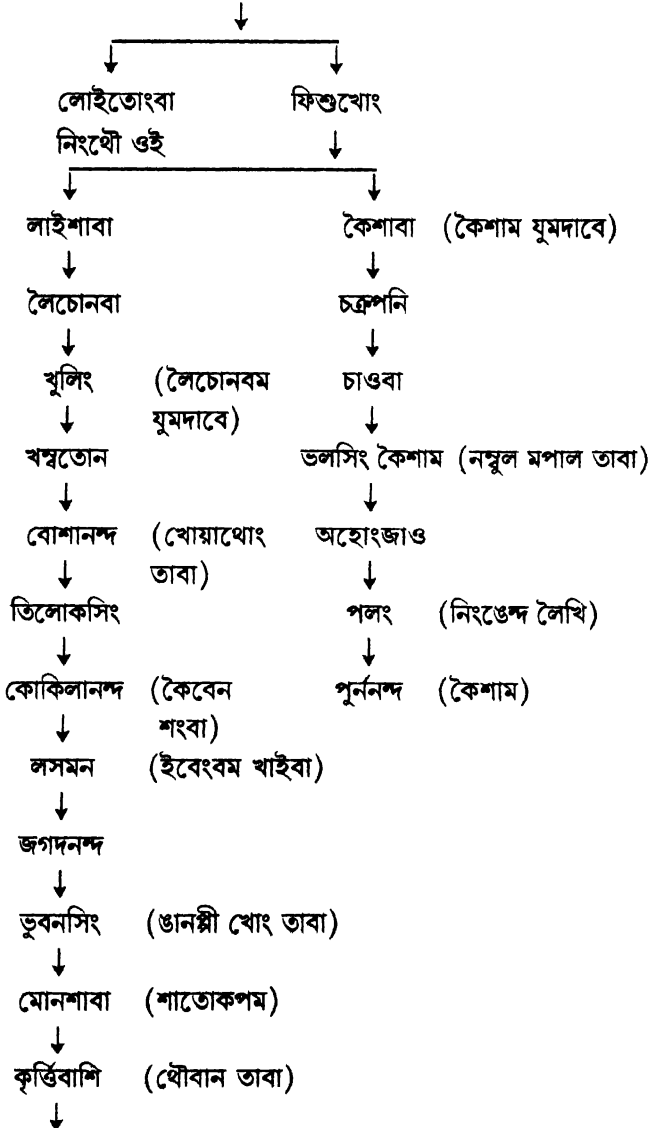 লোইতোংবা ফিশুখোং
নিংথৌ ওই
লাইশাবা কৈশাবা (কৈশাম যুমদাবে)
লৈচোনবা চক্রপনি
খুলিং (লৈচোনবম চাওবা
যুমদাবে)
খম্বতোন ভলসিং কৈশাম (নম্বুল মপাল তাবা)
বোশানন্দ (খোয়াথোং অহোংজাও
তাবা)
তিলোকসিং পলং (নিংঙেন্দ লৈখি)
কোকিলানন্দ (কৈবেন পুর্ননন্দ (কৈশাম)
শংবা)
লসমন (ইবেংবম খাইবা)
জগদনন্দ
ভুবনসিং (ঙানপ্পী খোং তাবা)
মোনশাবা (শাতোকপম)
কৃর্ত্তিবাশি (থৌবান তাবা)